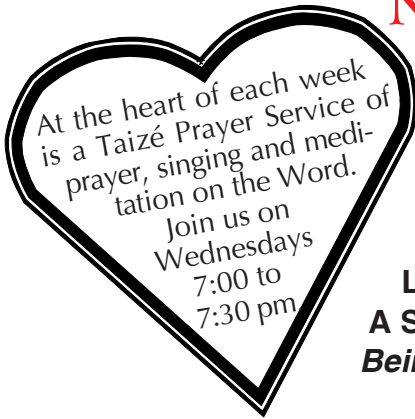 N
At the heart of each week
is a Taizé Prayer Service of
prayer, singing and medi-
tation on the Word.
Join us on
Wednesdays
7:00 to
7:30 pm
L
A S
Bei